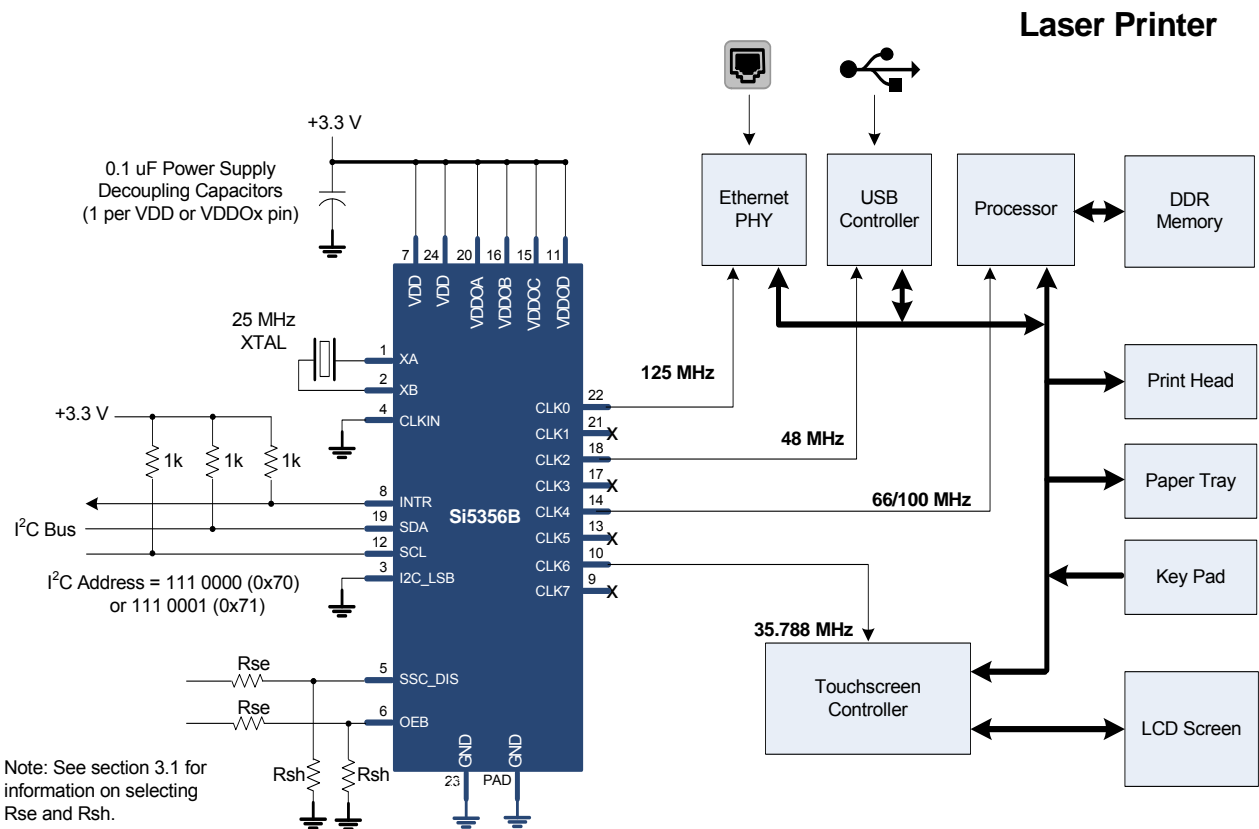 Laser Printer
+3.3 V
0.1 uF Power Supply
Decoupling Capacitors
(1 per VDD or VDDOx pin)
7
24
20
16
15
11
VDD
VDD
VDDOA
VDDOB
VDDOC
VDDOD
25 MHz
XTAL
1
XA
2
XB
4
CLKIN
+3.3 V
1k
1k
1k
8
INTR
19
SDA
12
SCL
3
I2C_LSB
I²C Bus
I²C Address = 111 0000 (0x70)
or 111 0001 (0x71)
Rse
5
SSC_DIS
Rse
6
OEB
Rsh
Rsh
Note: See section 3.1 for
information on selecting
Rse and Rsh.
Si5356B
GND
GND
23
PAD
CLK0
22
CLK1
21
X
CLK2
18
CLK3
17
X
CLK4
14
CLK5
13
X
CLK6
10
CLK7
9
X
125 MHz
48 MHz
66/100 MHz
35.788 MHz
Ethernet
PHY
USB
Controller
Processor
DDR
Memory
Print Head
Paper Tray
Key Pad
Touchscreen
Controller
LCD Screen